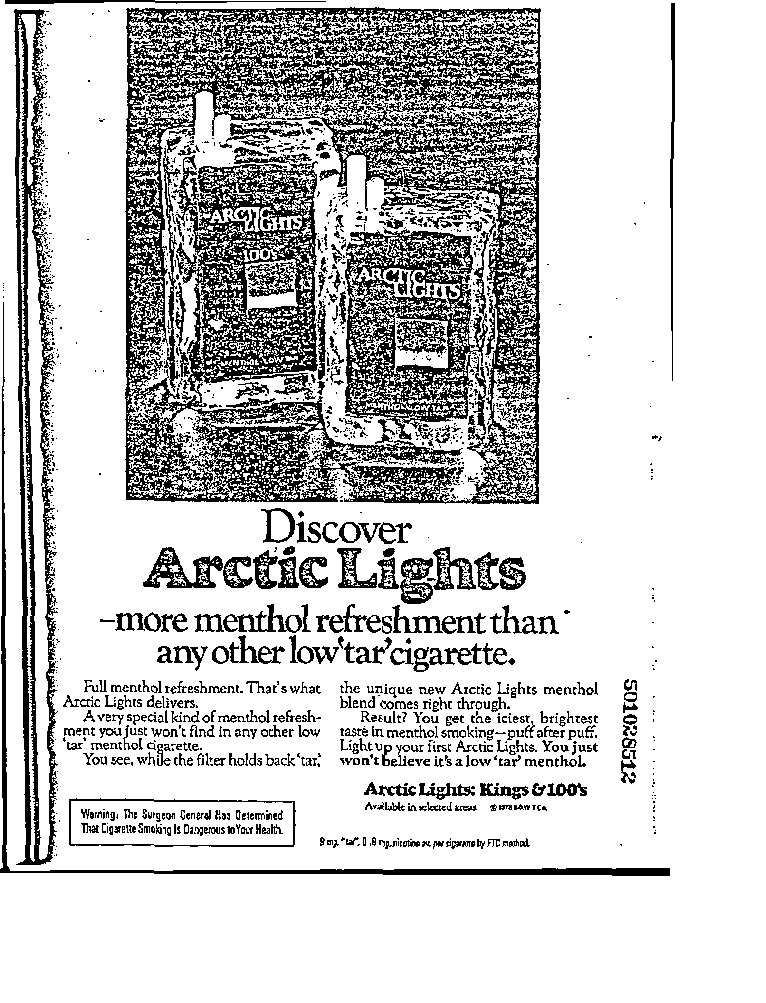 ARCTIC
LIGHTS
100s
ARCTIC
LIGHTS
Discover
Arctic Lights
–more menthol refreshment than
any other low 'tar' cigarette.
Full menthol refreshment. That's what
Arctic Lights delivers.
A very special kind of menthol refresh-
ment you just won't find in any other low
'tar' menthol cigarette.
You see, while the filter holds back 'tar,'
the unique new Arctic Lights menthol
blend comes right through.
Result? You get the iciest, brightest
taste in menthol smoking—puff after puff.
Light up your first Arctic Lights. You just
won't believe it's a low 'tar' menthol.
Arctic Lights: Kings & 100's
Available in selected areas
Warning: The Surgeon General Has Determined
That Cigarette Smoking Is Dangerous to Your Health.
9 mg. "tar", 0.8 mg. nicotine av. per cigarette by FTC method.
501028512